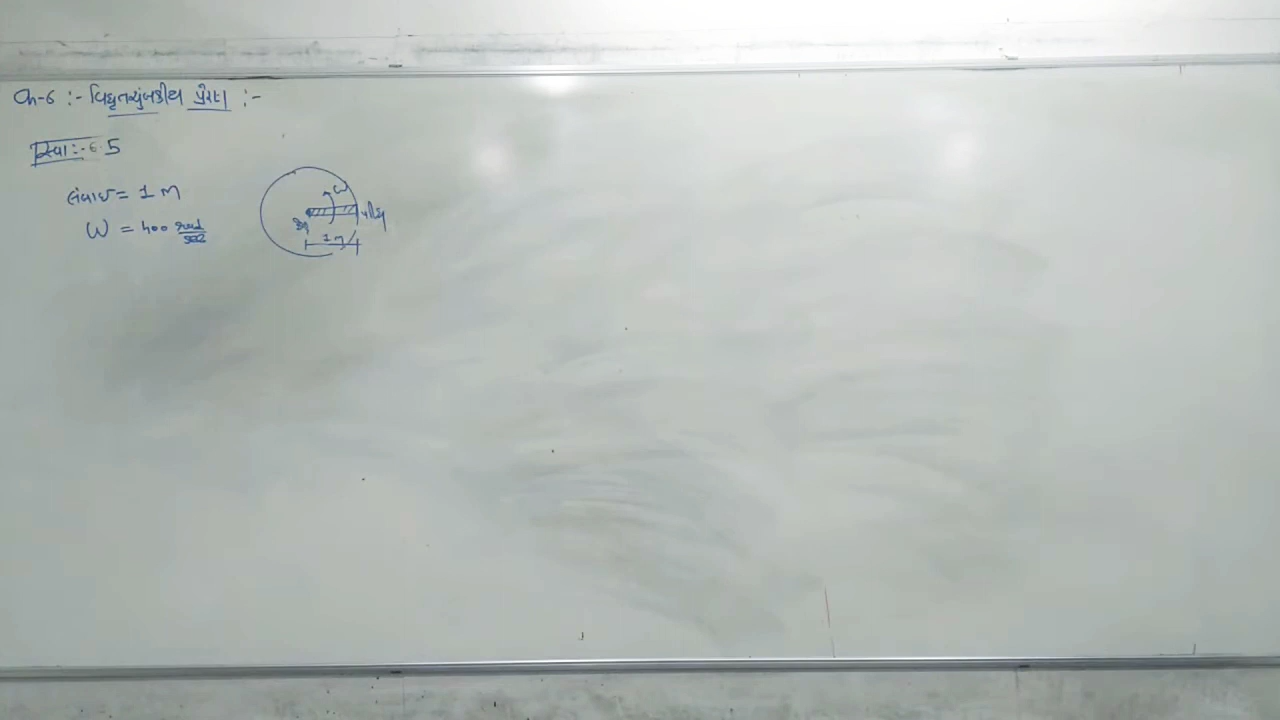 Ch-6 :- વિદ્યુતચુંબકીય પ્રેરણ :-
સ્વા :- 6.5
લંબાઈ = 1 m
ω = 400 rad/sec
ω
કેન્દ્ર
1 m